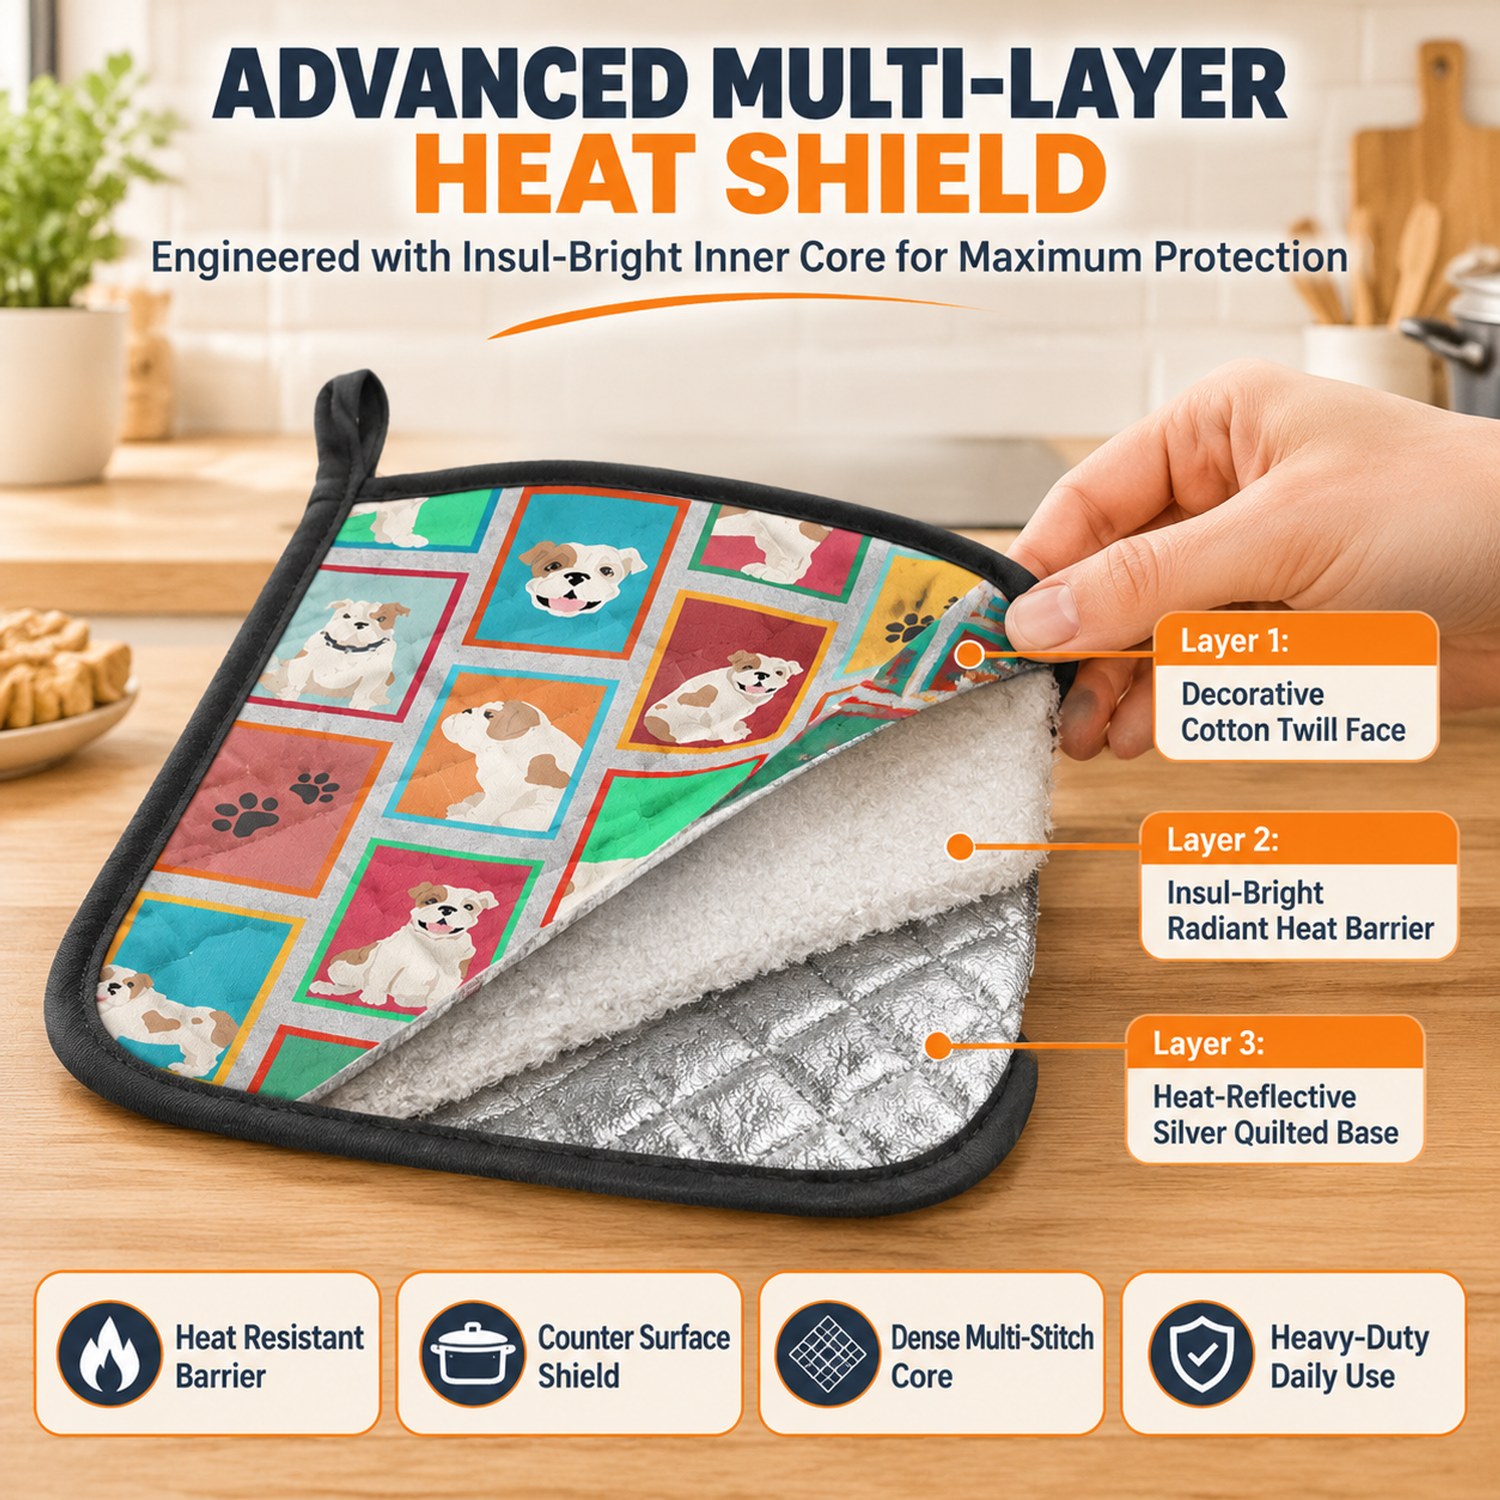 ADVANCED MULTI-LAYER
HEAT SHIELD
Engineered with Insul-Bright Inner Core for Maximum Protection
Layer 1:
Decorative
Cotton Twill Face
Layer 2:
Insul-Bright
Radiant Heat Barrier
Layer 3:
Heat-Reflective
Silver Quilted Base
Heat Resistant
Barrier
Counter Surface
Shield
Dense Multi-Stitch
Core
Heavy-Duty
Daily Use